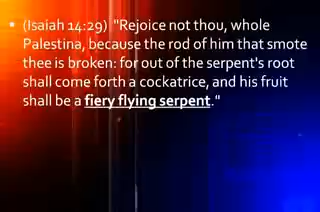 • (Isaiah 14:29) "Rejoice not thou, whole
Palestina, because the rod of him that smote
thee is broken: for out of the serpent's root
shall come forth a cockatrice, and his fruit
shall be a fiery flying serpent."